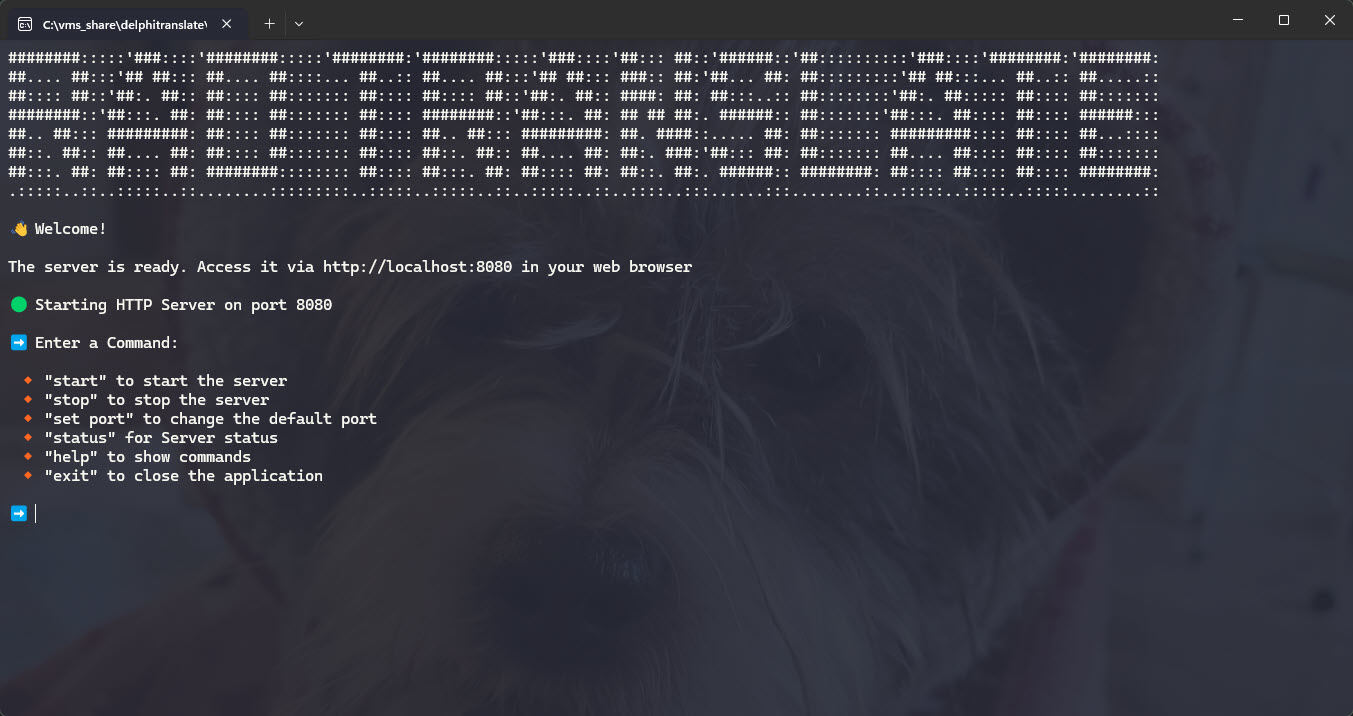 C:\vms_share\delphitranslate\
########:::::'###::::'########:::::'########:'########:::::'###::::'##::: ##::'######::'##::::::::::'###::::'########:'########:
##.... ##:::'## ##::: ##.... ##::::... ##..:: ##.... ##:::'## ##::: ###:: ##:'##... ##: ##:::::::::'## ##:::... ##..:: ##.....::
##:::: ##::'##:. ##:: ##:::: ##::::::: ##:::: ##:::: ##::'##:. ##:: ####: ##: ##:::..:: ##::::::::'##:. ##::::: ##:::: ##:::::::
########::'##:::. ##: ##:::: ##::::::: ##:::: ########::'##:::. ##: ## ## ##:. ######:: ##:::::::'##:::. ##:::: ##:::: ######:::
##.. ##::: #########: ##:::: ##::::::: ##:::: ##.. ##::: #########: ##. ####::..... ##: ##::::::: #########:::: ##:::: ##...::::
##::. ##:: ##.... ##: ##:::: ##::::::: ##:::: ##::. ##:: ##.... ##: ##:. ###:'##::: ##: ##::::::: ##.... ##:::: ##:::: ##:::::::
##:::. ##: ##:::: ##: ########:::::::: ##:::: ##:::. ##: ##:::: ##: ##::. ##:. ######:: ########: ##:::: ##:::: ##:::: ########:
.:::::..::..:::::..::........:::::::::..:::::..:::::..::..:::::..::..::::..:::......:::........::..:::::..:::::..:::::........::
👋 Welcome!
The server is ready. Access it via http://localhost:8080 in your web browser
Starting HTTP Server on port 8080
Enter a Command:
"start" to start the server
"stop" to stop the server
"set port" to change the default port
"status" for Server status
"help" to show commands
"exit" to close the application